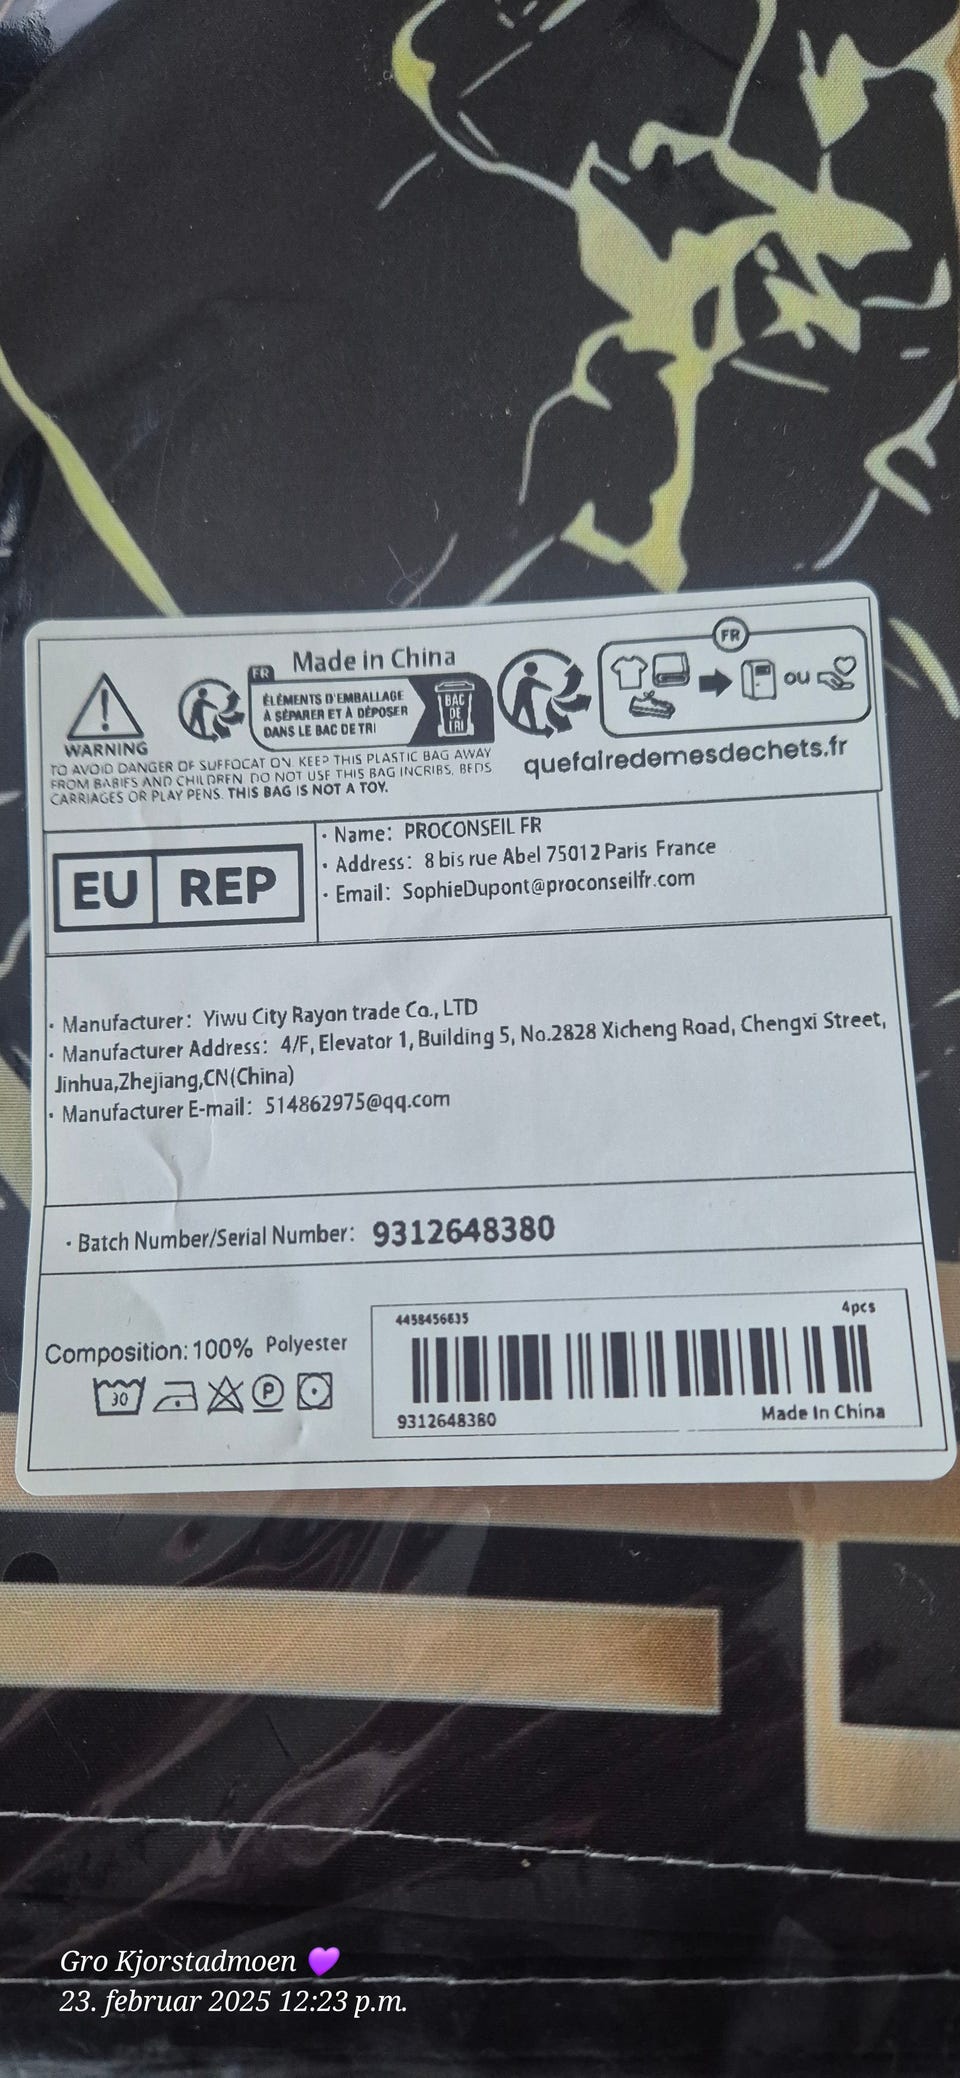 FR
Made in China
FR
ÉLÉMENTS D'EMBALLAGE
À SÉPARER ET À DÉPOSER
DANS LE BAC DE TRI
BAC
DE
TRI
ou
quefairedemesdechets.fr
WARNING
TO AVOID DANGER OF SUFFOCAT ON KEEP THIS PLASTIC BAG AWAY
FROM BABIES AND CHILDREN DO NOT USE THIS BAG INCRIBS, BEDS
CARRIAGES OR PLAY PENS. THIS BAG IS NOT A TOY.
EU REP
· Name: PROCONSEIL FR
· Address: 8 bis rue Abel 75012 Paris France
· Email: SophieDupont@proconseilfr.com
· Manufacturer: Yiwu City Rayon trade Co., LTD
· Manufacturer Address: 4/F, Elevator 1, Building 5, No.2828 Xicheng Road, Chengxi Street,
Jinhua,Zhejiang,CN(China)
· Manufacturer E-mail: 514862975@qq.com
· Batch Number/Serial Number: 9312648380
Composition: 100% Polyester
30
P
4458456635
4pcs
9312648380
Made In China
Gro Kjorstadmoen 💜
23. februar 2025 12:23 p.m.